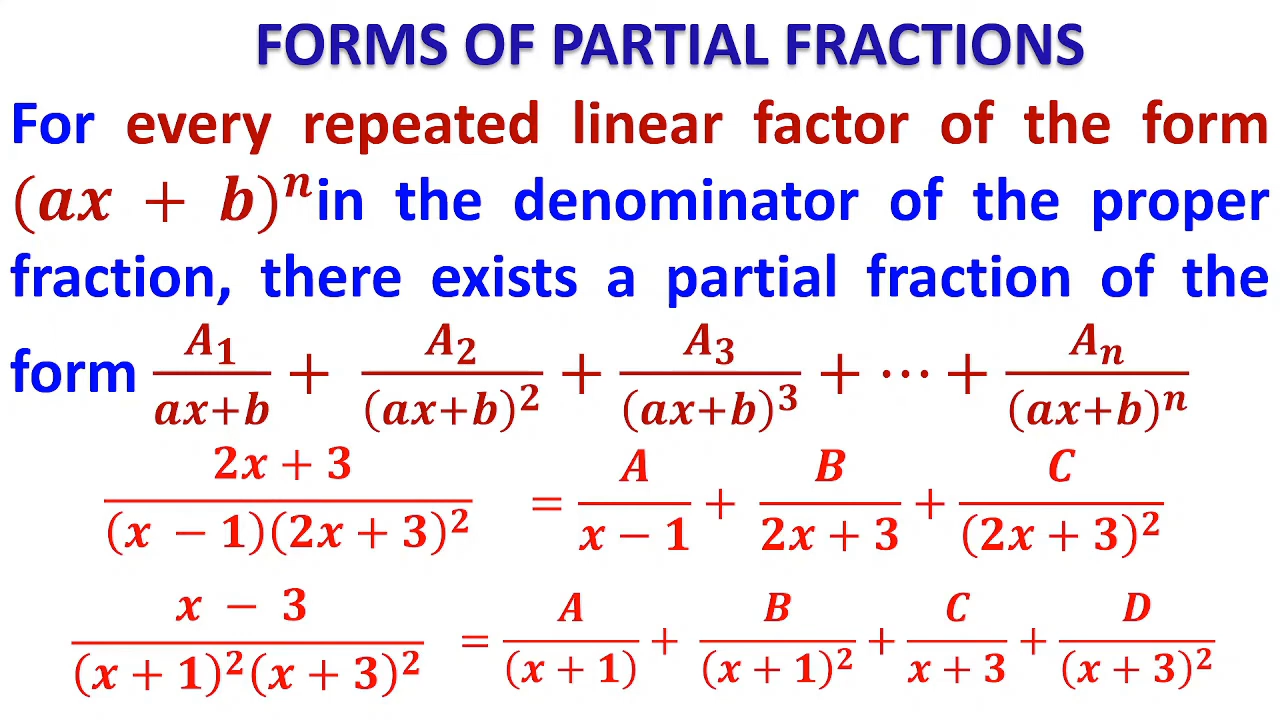 FORMS OF PARTIAL FRACTIONS
For every repeated linear factor of the form
(ax + b)^n in the denominator of the proper
fraction, there exists a partial fraction of the
form A₁/(ax+b) + A₂/(ax+b)² + A₃/(ax+b)³ + ⋯ + Aₙ/(ax+b)^n
(2x + 3)/((x − 1)(2x + 3)²) = A/(x − 1) + B/(2x + 3) + C/(2x + 3)²
(x − 3)/((x + 1)²(x + 3)²) = A/(x + 1) + B/(x + 1)² + C/(x + 3) + D/(x + 3)²